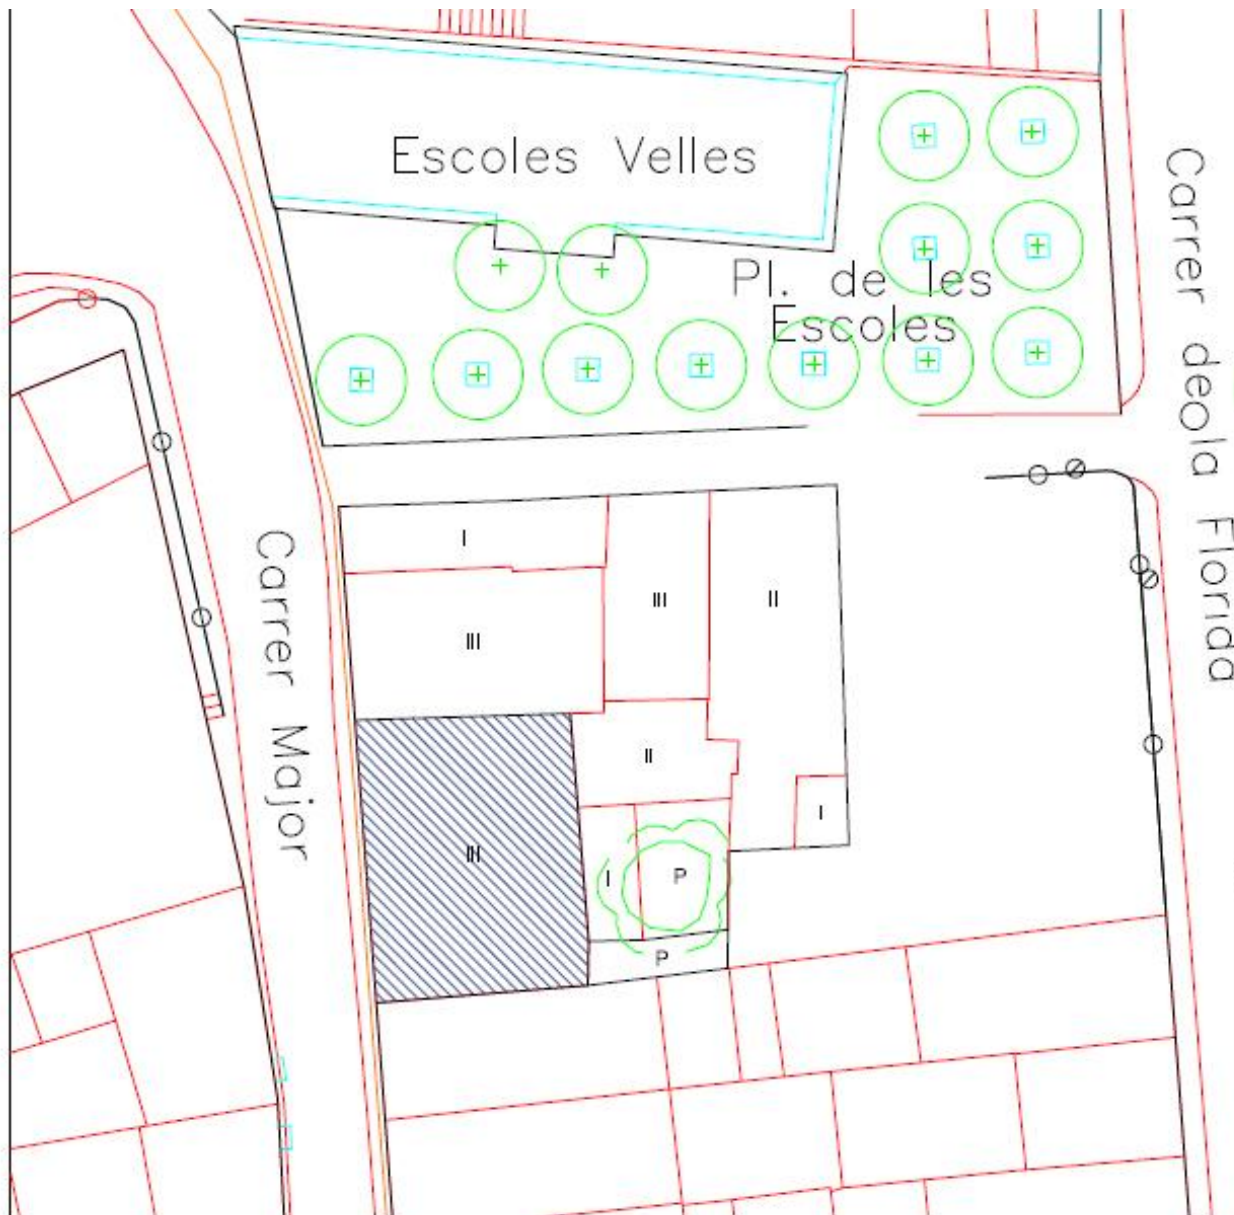 Escoles Velles
Pl. de les
Escoles
Carrer deola Florida
Carrer Major
I
III
III
II
III
II
I
I
P
P